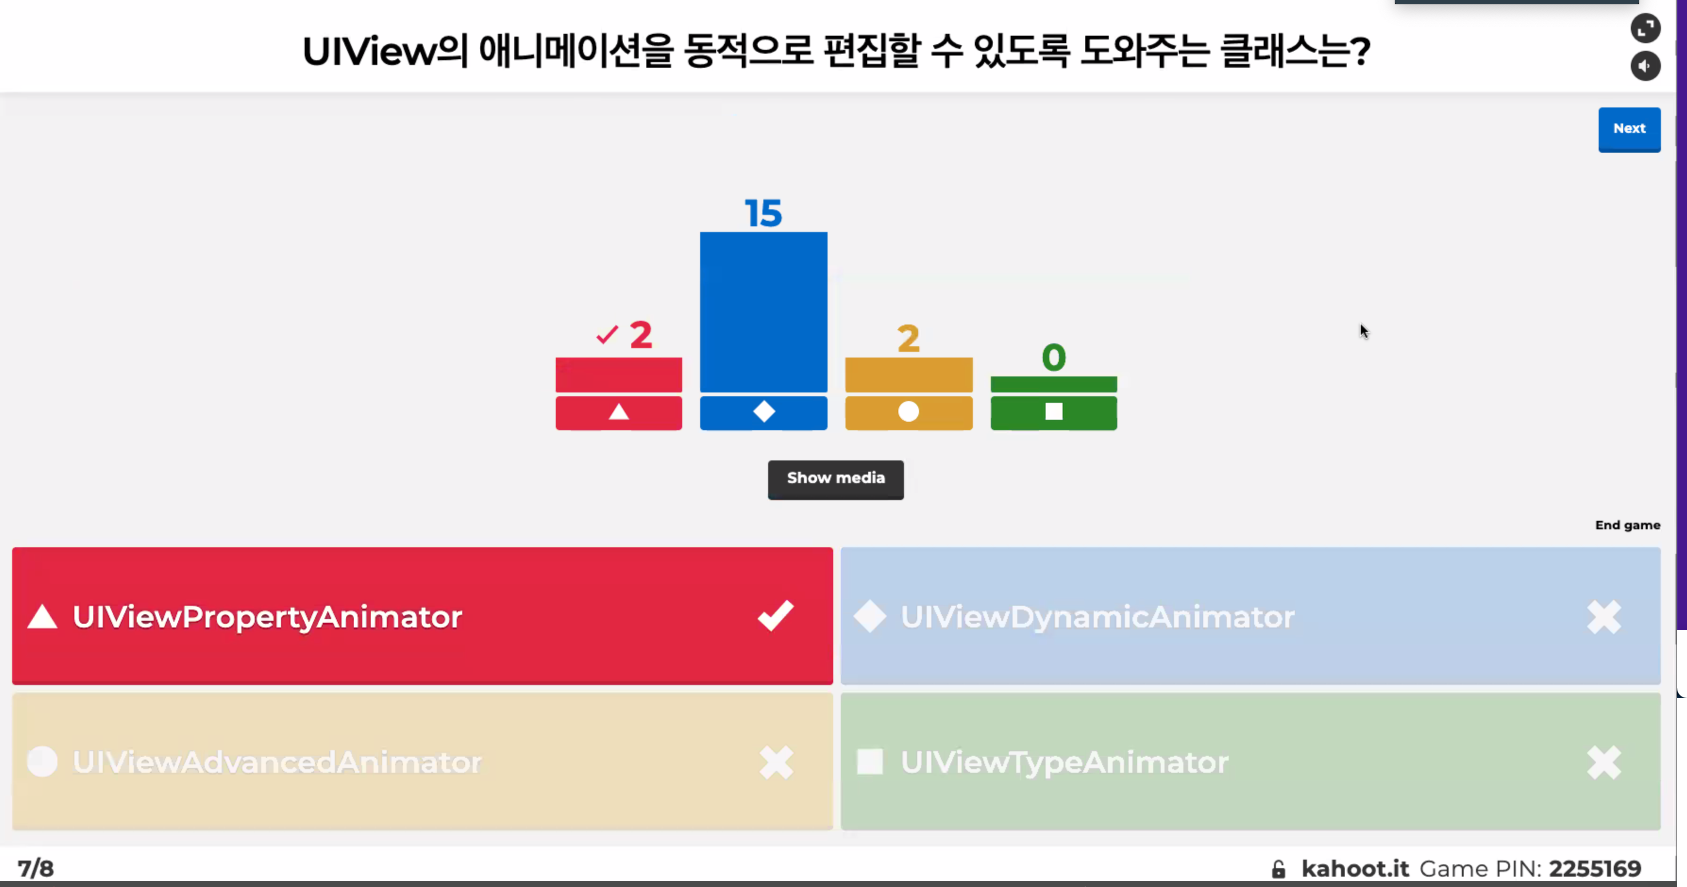 UIView의 애니메이션을 동적으로 편집할 수 있도록 도와주는 클래스는?
Next
15
2
2
0
Show media
End game
UIViewPropertyAnimator
UIViewDynamicAnimator
UIViewAdvancedAnimator
UIViewTypeAnimator
7/8
kahoot.it Game PIN: 2255169